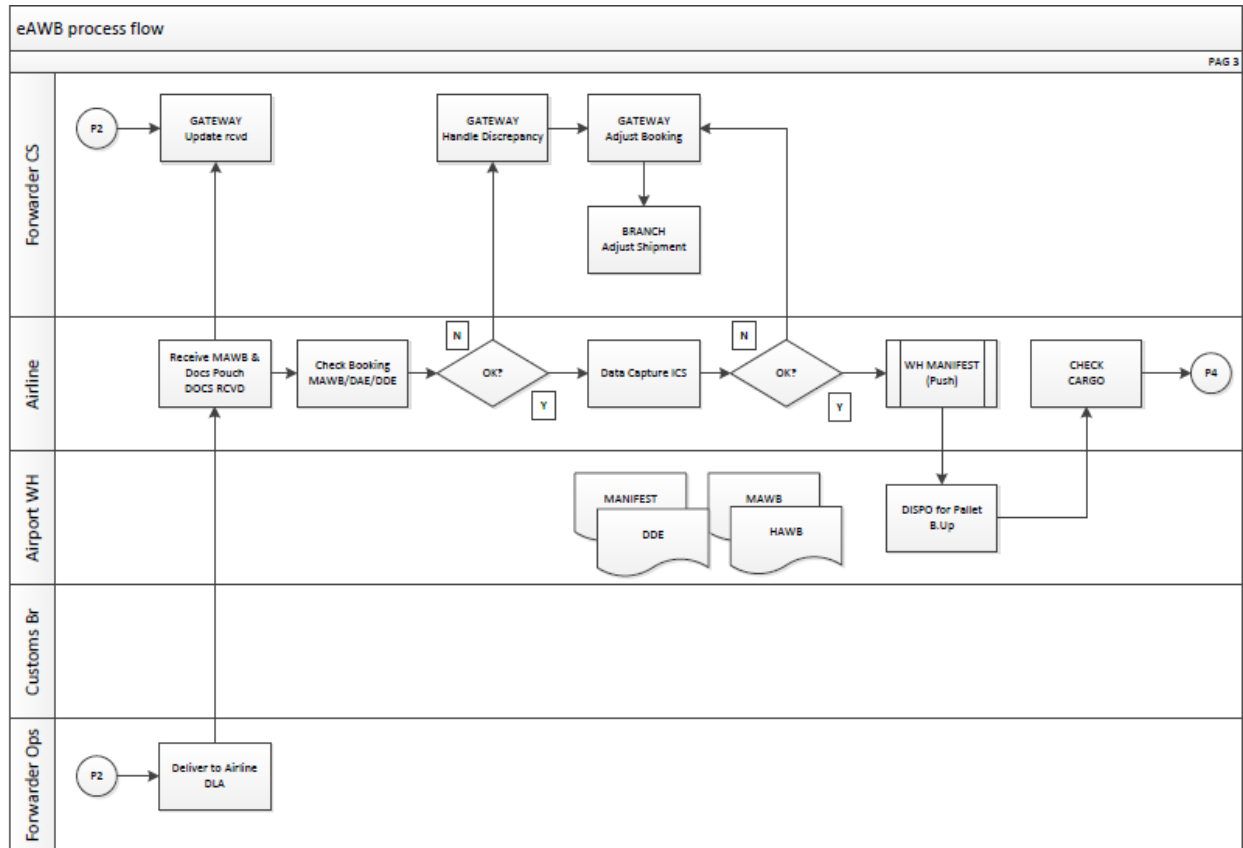 eAWB process flow
PAG 3
Forwarder CS
P2
GATEWAY
Update rcvd
GATEWAY
Handle Discrepancy
GATEWAY
Adjust Booking
BRANCH
Adjust Shipment
Airline
Receive MAWB &
Docs Pouch
DOCS RCVD
Check Booking
MAWB/DAE/DDE
N
OK?
Y
Data Capture ICS
N
OK?
Y
WH MANIFEST
(Push)
CHECK
CARGO
P4
Airport WH
MANIFEST
DDE
MAWB
HAWB
DISPO for Pallet
B.Up
Customs Br
Forwarder Ops
P2
Deliver to Airline
DLA